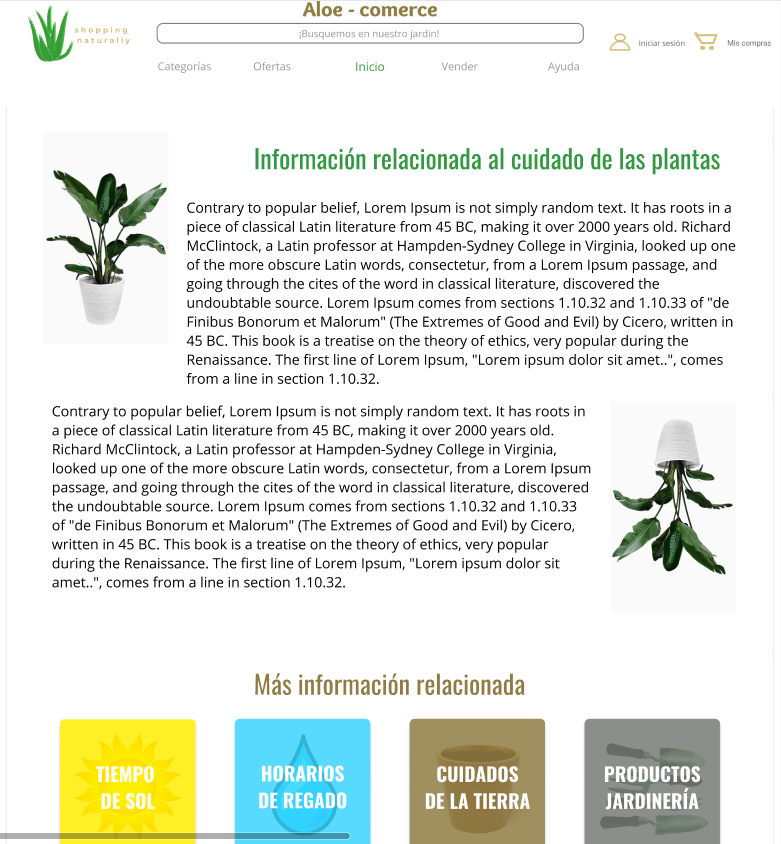 Aloe - comerce
shopping
naturally
¡Busquemos en nuestro jardin!
Iniciar sesión
Mis compras
Categorías
Ofertas
Inicio
Vender
Ayuda
Información relacionada al cuidado de las plantas
Contrary to popular belief, Lorem Ipsum is not simply random text. It has roots in a
piece of classical Latin literature from 45 BC, making it over 2000 years old. Richard
McClintock, a Latin professor at Hampden-Sydney College in Virginia, looked up one
of the more obscure Latin words, consectetur, from a Lorem Ipsum passage, and
going through the cites of the word in classical literature, discovered the
undoubtable source. Lorem Ipsum comes from sections 1.10.32 and 1.10.33 of "de
Finibus Bonorum et Malorum" (The Extremes of Good and Evil) by Cicero, written in
45 BC. This book is a treatise on the theory of ethics, very popular during the
Renaissance. The first line of Lorem Ipsum, "Lorem ipsum dolor sit amet..", comes
from a line in section 1.10.32.
Contrary to popular belief, Lorem Ipsum is not simply random text. It has roots in
a piece of classical Latin literature from 45 BC, making it over 2000 years old.
Richard McClintock, a Latin professor at Hampden-Sydney College in Virginia,
looked up one of the more obscure Latin words, consectetur, from a Lorem Ipsum
passage, and going through the cites of the word in classical literature, discovered
the undoubtable source. Lorem Ipsum comes from sections 1.10.32 and 1.10.33
of "de Finibus Bonorum et Malorum" (The Extremes of Good and Evil) by Cicero,
written in 45 BC. This book is a treatise on the theory of ethics, very popular
during the Renaissance. The first line of Lorem Ipsum, "Lorem ipsum dolor sit
amet..", comes from a line in section 1.10.32.
Más información relacionada
TIEMPO
DE SOL
HORARIOS
DE REGADO
CUIDADOS
DE LA TIERRA
PRODUCTOS
JARDINERÍA